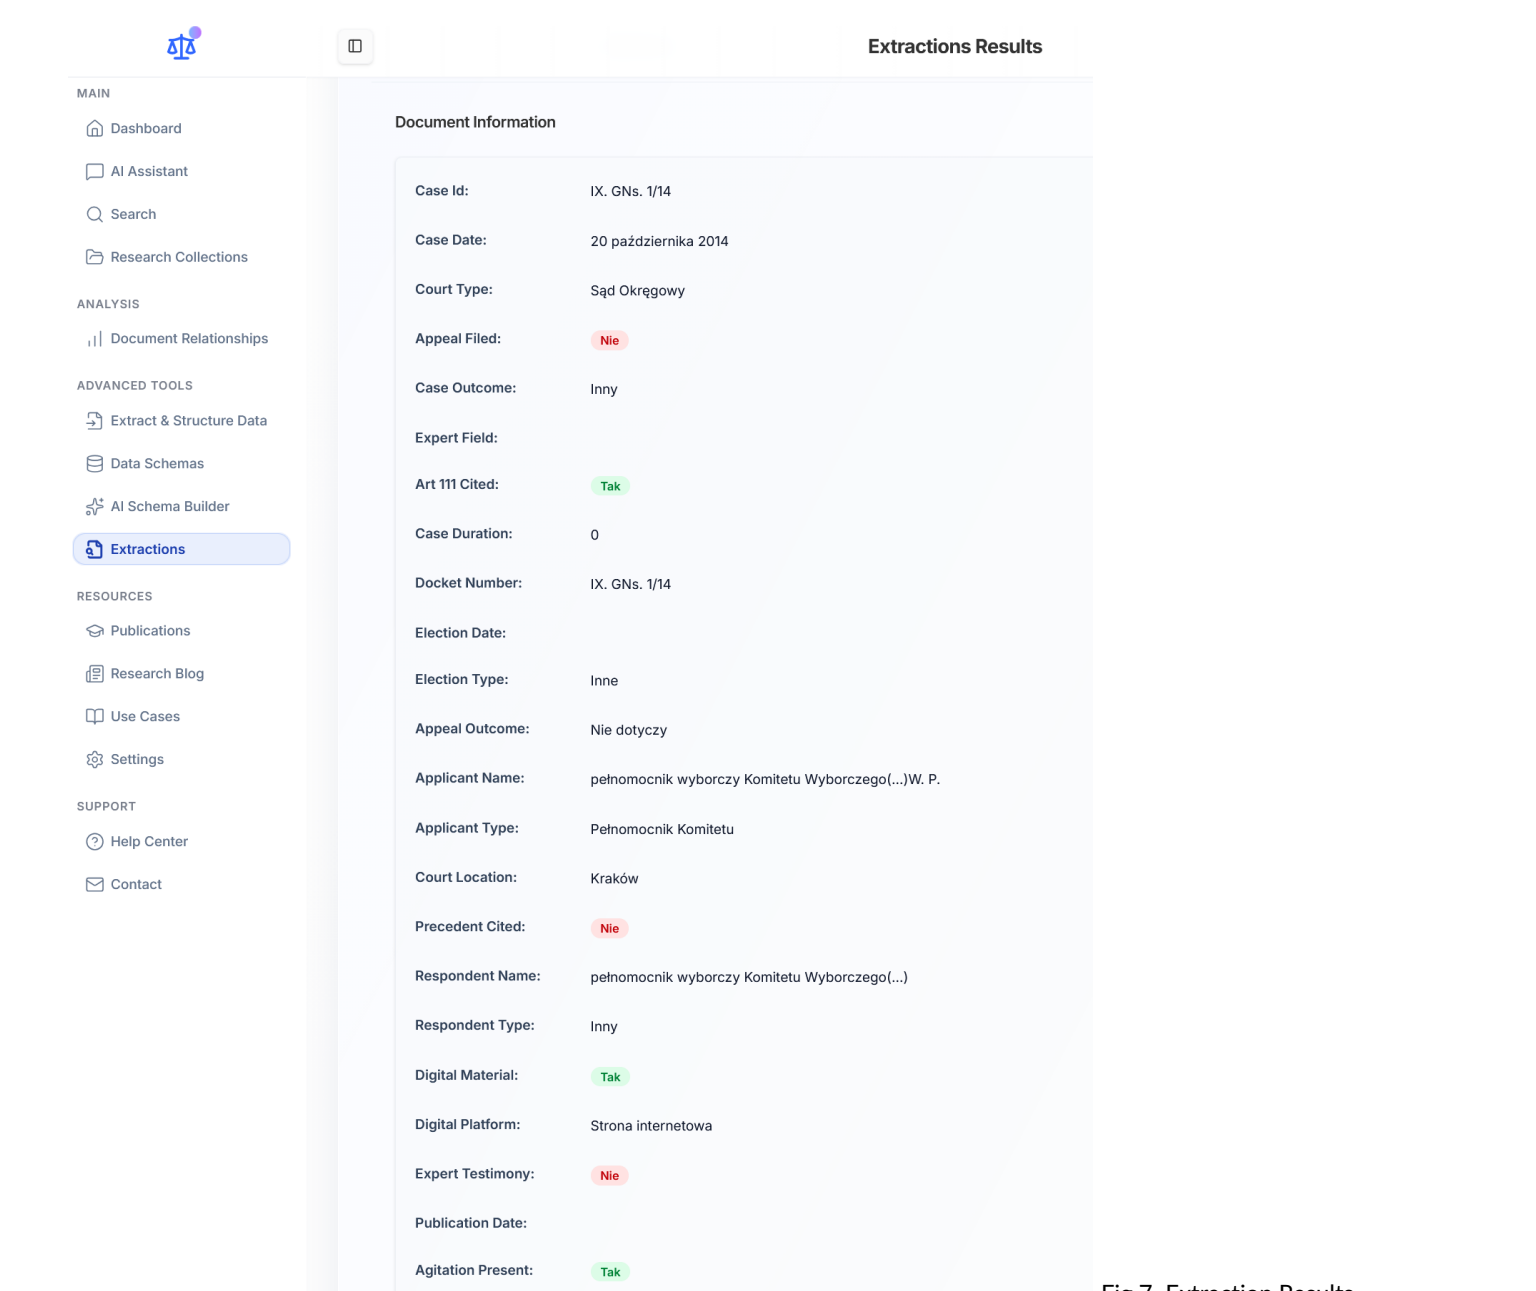 Extractions Results
MAIN
Dashboard
AI Assistant
Search
Research Collections
ANALYSIS
Document Relationships
ADVANCED TOOLS
Extract & Structure Data
Data Schemas
AI Schema Builder
Extractions
RESOURCES
Publications
Research Blog
Use Cases
Settings
SUPPORT
Help Center
Contact
Document Information
Case Id: IX. GNs. 1/14
Case Date: 20 października 2014
Court Type: Sąd Okręgowy
Appeal Filed: Nie
Case Outcome: Inny
Expert Field:
Art 111 Cited: Tak
Case Duration: 0
Docket Number: IX. GNs. 1/14
Election Date:
Election Type: Inne
Appeal Outcome: Nie dotyczy
Applicant Name: pełnomocnik wyborczy Komitetu Wyborczego(...)W. P.
Applicant Type: Pełnomocnik Komitetu
Court Location: Kraków
Precedent Cited: Nie
Respondent Name: pełnomocnik wyborczy Komitetu Wyborczego(...)
Respondent Type: Inny
Digital Material: Tak
Digital Platform: Strona internetowa
Expert Testimony: Nie
Publication Date:
Agitation Present: Tak
Fig 7. Extraction Results